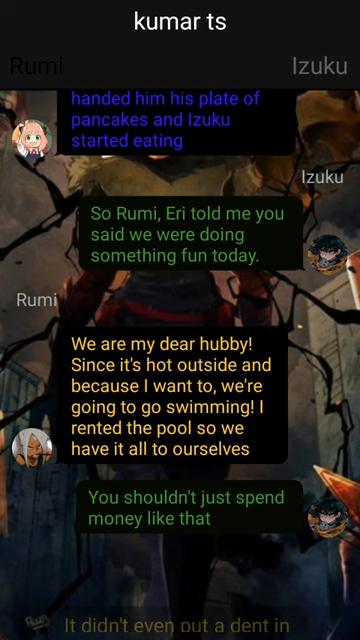 kumar ts
Rumi
Izuku
handed him his plate of
pancakes and Izuku
started eating
Izuku
So Rumi, Eri told me you
said we were doing
something fun today.
Rumi
We are my dear hubby!
Since it's hot outside and
because I want to, we're
going to go swimming! I
rented the pool so we
have it all to ourselves
You shouldn't just spend
money like that
It didn't even put a dent in